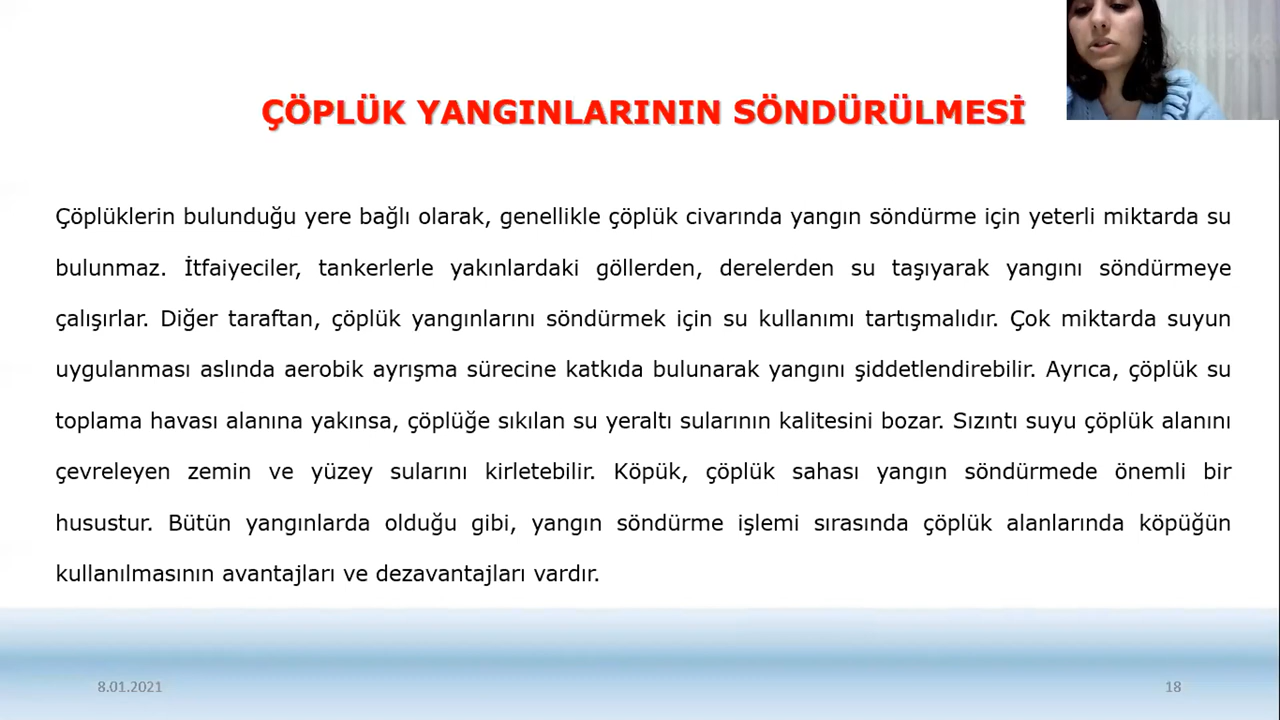 ÇÖPLÜK YANGINLARININ SÖNDÜRÜLMESİ
Çöplüklerin bulunduğu yere bağlı olarak, genellikle çöplük civarında yangın söndürme için yeterli miktarda su
bulunmaz. İtfaiyeciler, tankerlerle yakınlardaki göllerden, derelerden su taşıyarak yangını söndürmeye
çalışırlar. Diğer taraftan, çöplük yangınlarını söndürmek için su kullanımı tartışmalıdır. Çok miktarda suyun
uygulanması aslında aerobik ayrışma sürecine katkıda bulunarak yangını şiddetlendirebilir. Ayrıca, çöplük su
toplama havası alanına yakınsa, çöplüğe sıkılan su yeraltı sularının kalitesini bozar. Sızıntı suyu çöplük alanını
çevreleyen zemin ve yüzey sularını kirletebilir. Köpük, çöplük sahası yangın söndürmede önemli bir
husustur. Bütün yangınlarda olduğu gibi, yangın söndürme işlemi sırasında çöplük alanlarında köpüğün
kullanılmasının avantajları ve dezavantajları vardır.
8.01.2021
18